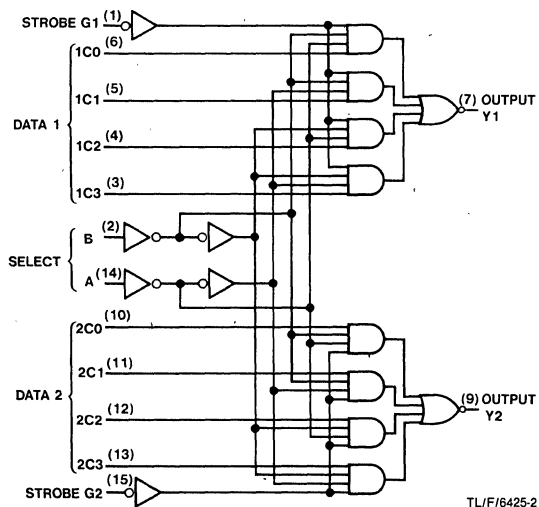 STROBE G1 (1)
1C0 (6)
1C1 (5)
DATA 1
1C2 (4)
1C3 (3)
(7) OUTPUT
Y1
B (2)
SELECT
A (14)
2C0 (10)
2C1 (11)
DATA 2
2C2 (12)
2C3 (13)
STROBE G2 (15)
(9) OUTPUT
Y2
TL/F/6425-2